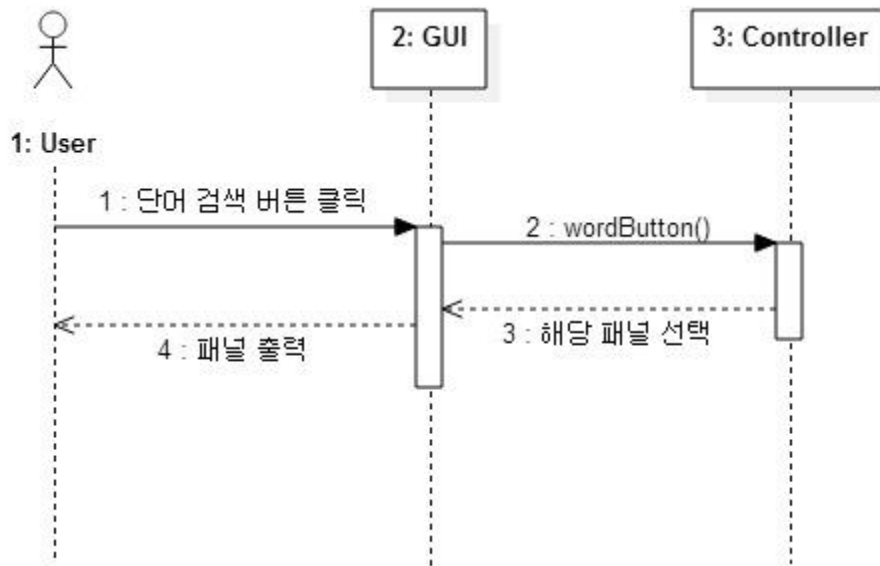 2: GUI
3: Controller
1: User
1 : 단어 검색 버튼 클릭
2 : wordButton()
3 : 해당 패널 선택
4 : 패널 출력